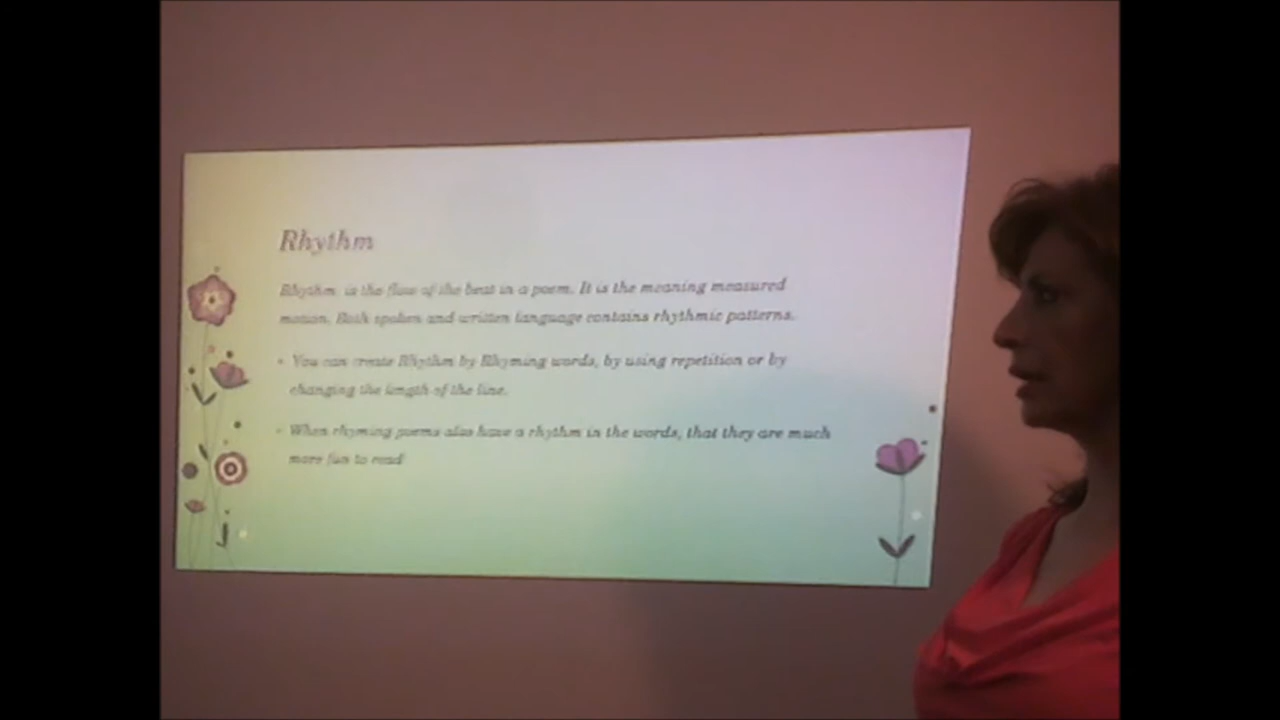 Rhythm
Rhythm is the flow of the beat in a poem. It is the meaning measured
motion. Both spoken and written language contains rhythmic patterns.
• You can create Rhythm by Rhyming words, by using repetition or by
changing the length of the line.
• When rhyming poems also have a rhythm in the words, that they are much
more fun to read